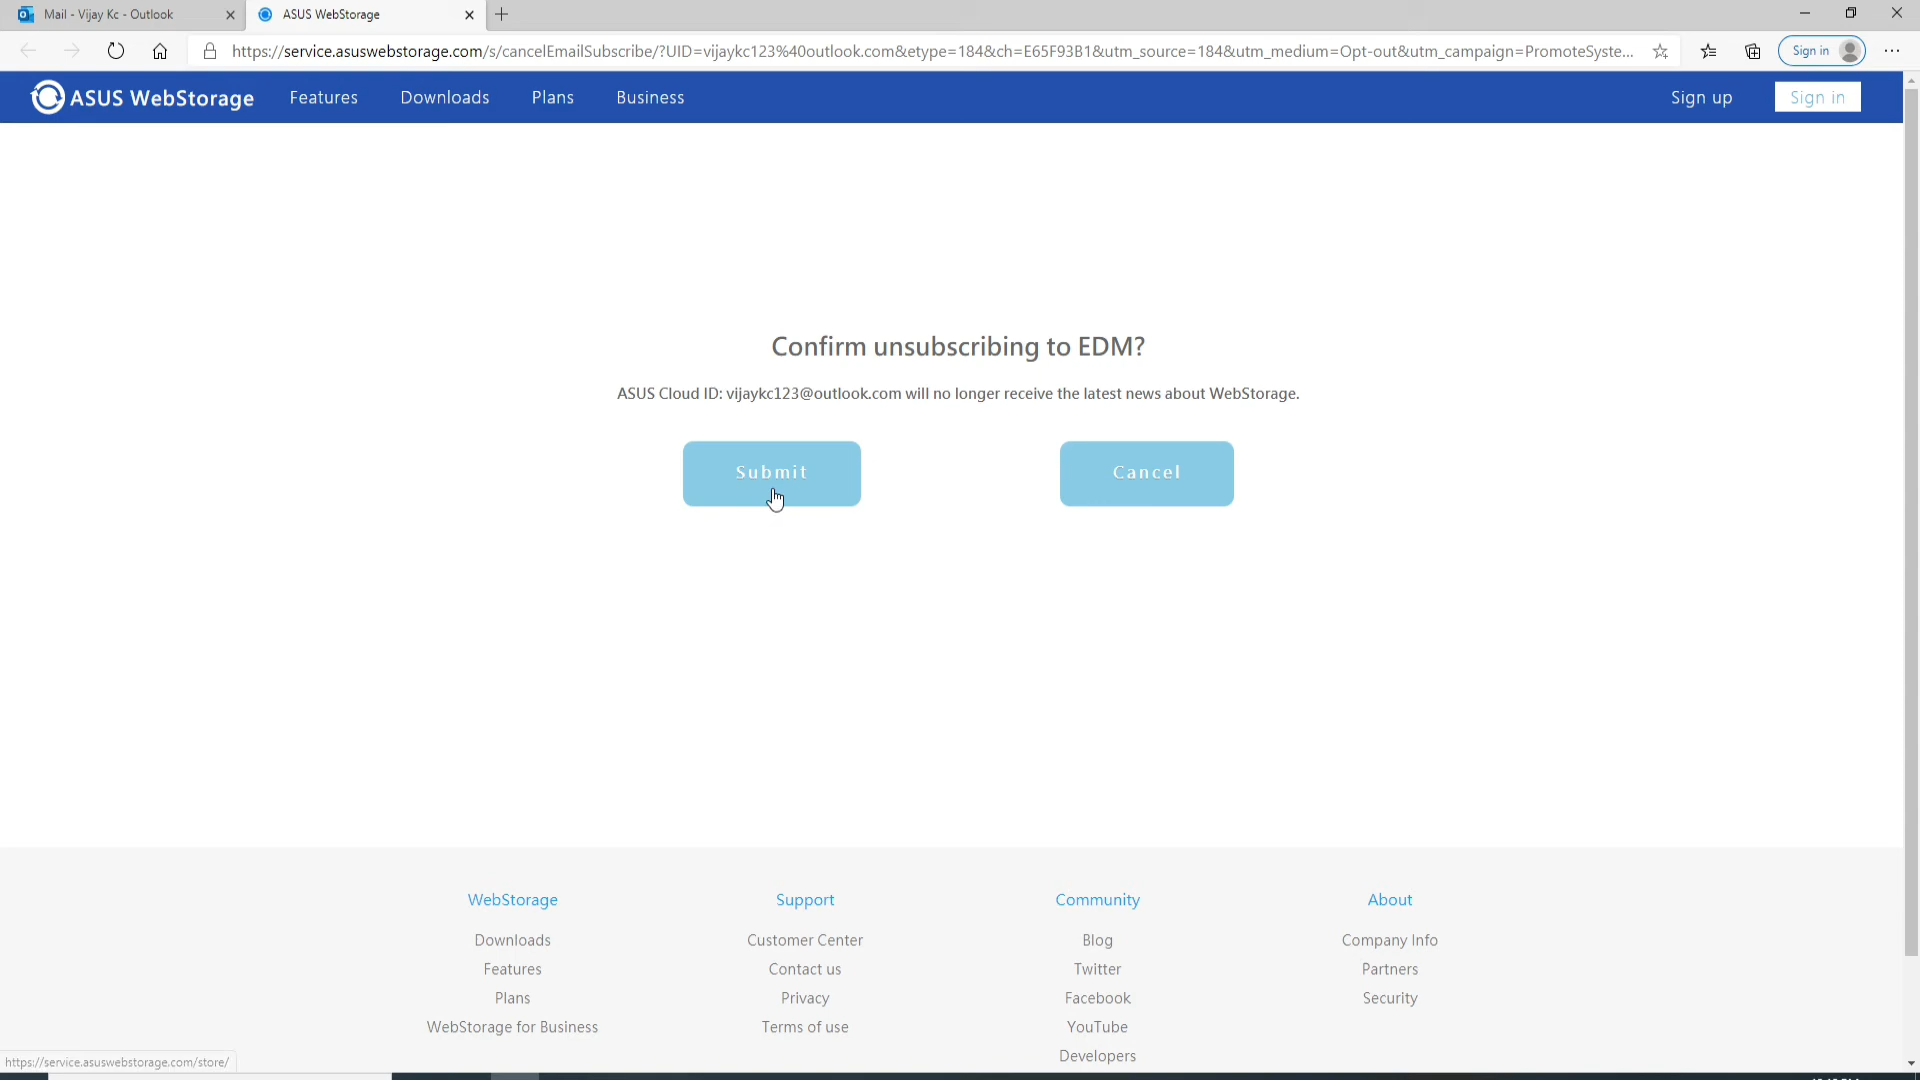 Mail - Vijay Kc - Outlook
ASUS WebStorage
https://service.asuswebstorage.com/s/cancelEmailSubscribe/?UID=vijaykc123%40outlook.com&etype=184&ch=E65F93B1&utm_source=184&utm_medium=Opt-out&utm_campaign=PromoteSyste...
Sign in
ASUS WebStorage
Features
Downloads
Plans
Business
Sign up
Sign in
Confirm unsubscribing to EDM?
ASUS Cloud ID: vijaykc123@outlook.com will no longer receive the latest news about WebStorage.
Submit
Cancel
WebStorage
Downloads
Features
Plans
WebStorage for Business
Support
Customer Center
Contact us
Privacy
Terms of use
Community
Blog
Twitter
Facebook
YouTube
Developers
About
Company Info
Partners
Security
https://service.asuswebstorage.com/store/